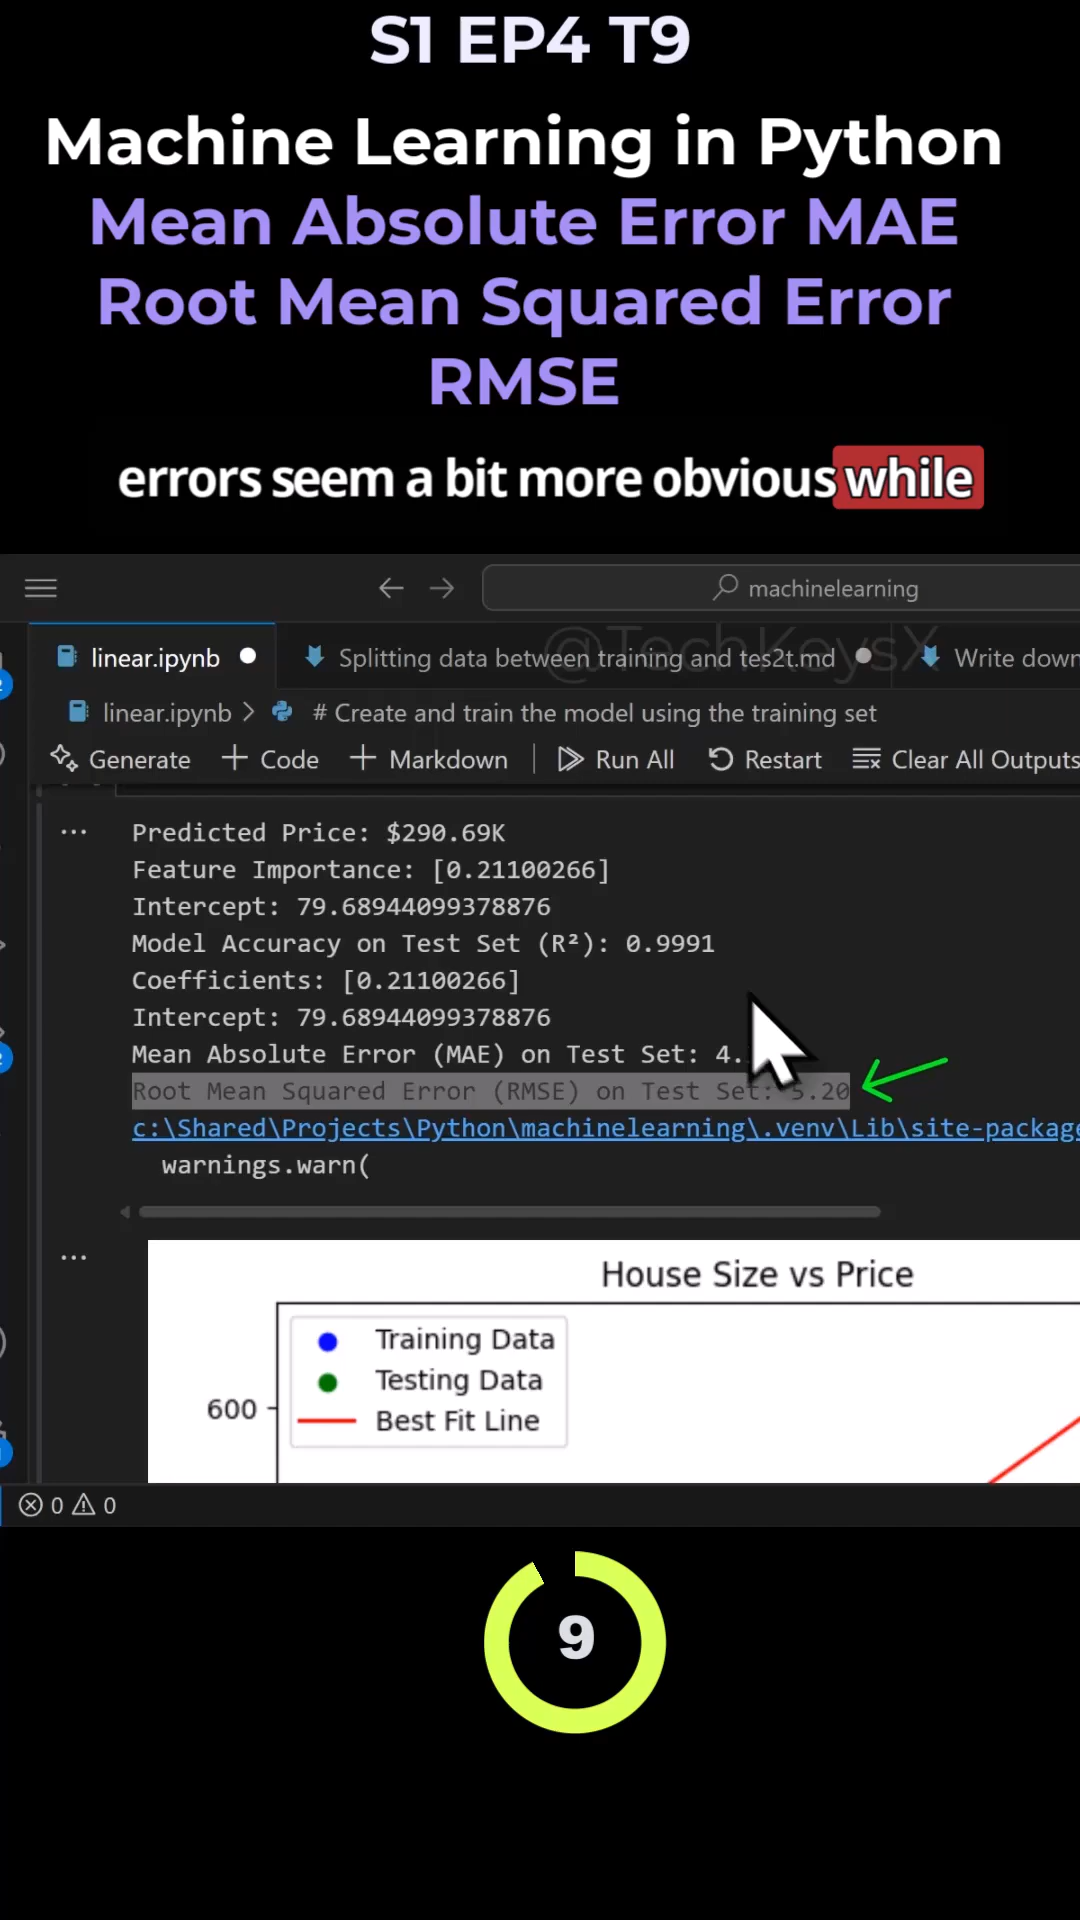 S1 EP4 T9
Machine Learning in Python
Mean Absolute Error MAE
Root Mean Squared Error
RMSE
errors seem a bit more obvious while
machinelearning
@TechKeysX
linear.ipynb
Splitting data between training and tes2t.md
Write down
linear.ipynb > # Create and train the model using the training set
Generate + Code + Markdown | Run All Restart Clear All Outputs
Predicted Price: $290.69K
Feature Importance: [0.21100266]
Intercept: 79.68944099378876
Model Accuracy on Test Set (R²): 0.9991
Coefficients: [0.21100266]
Intercept: 79.68944099378876
Mean Absolute Error (MAE) on Test Set: 4.
Root Mean Squared Error (RMSE) on Test Set: 5.20
c:\Shared\Projects\Python\machinelearning\.venv\Lib\site-package
warnings.warn(
House Size vs Price
Training Data
Testing Data
Best Fit Line
600
0 0
9